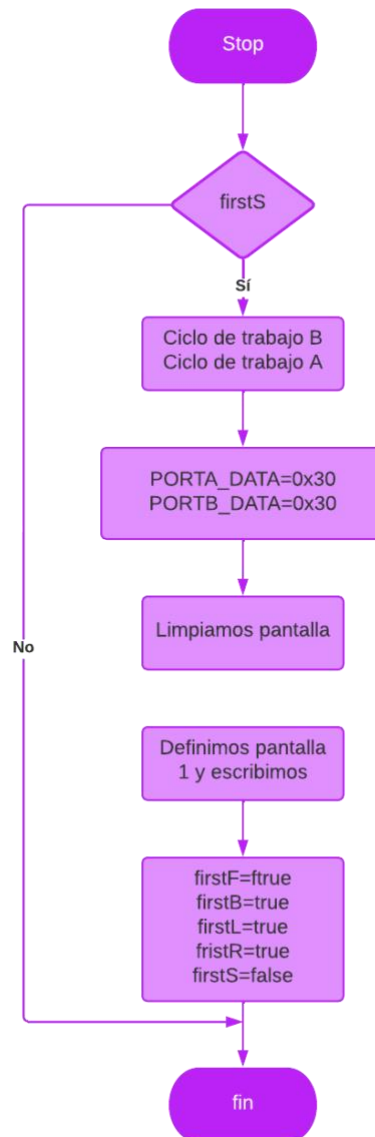 Stop
firstS
Sí
Ciclo de trabajo B
Ciclo de trabajo A
PORTA_DATA=0x30
PORTB_DATA=0x30
Limpiamos pantalla
No
Definimos pantalla
1 y escribimos
firstF=ftrue
firstB=true
firstL=true
fristR=true
firstS=false
fin